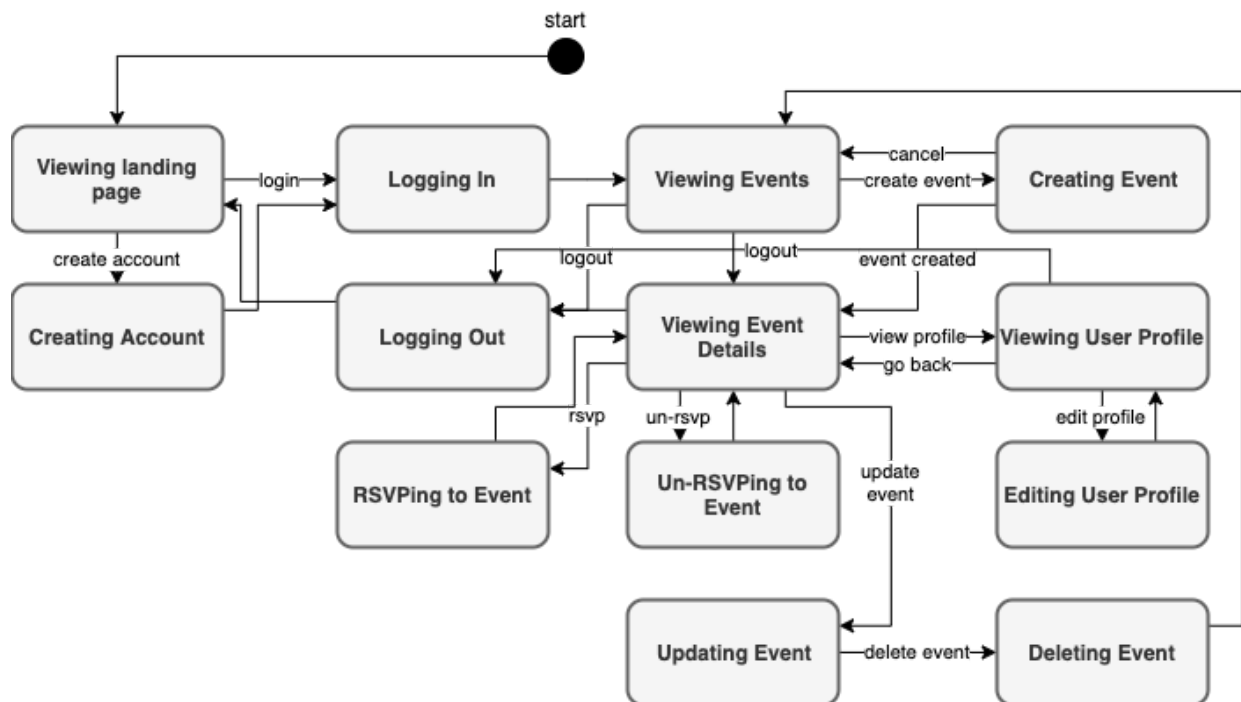 start
Viewing landing
page
login
Logging In
Viewing Events
cancel
create event
Creating Event
create account
logout
logout
event created
Creating Account
Logging Out
Viewing Event
Details
view profile
go back
Viewing User Profile
rsvp
un-rsvp
edit profile
RSVPing to Event
Un-RSVPing to
Event
update
event
Editing User Profile
Updating Event
delete event
Deleting Event